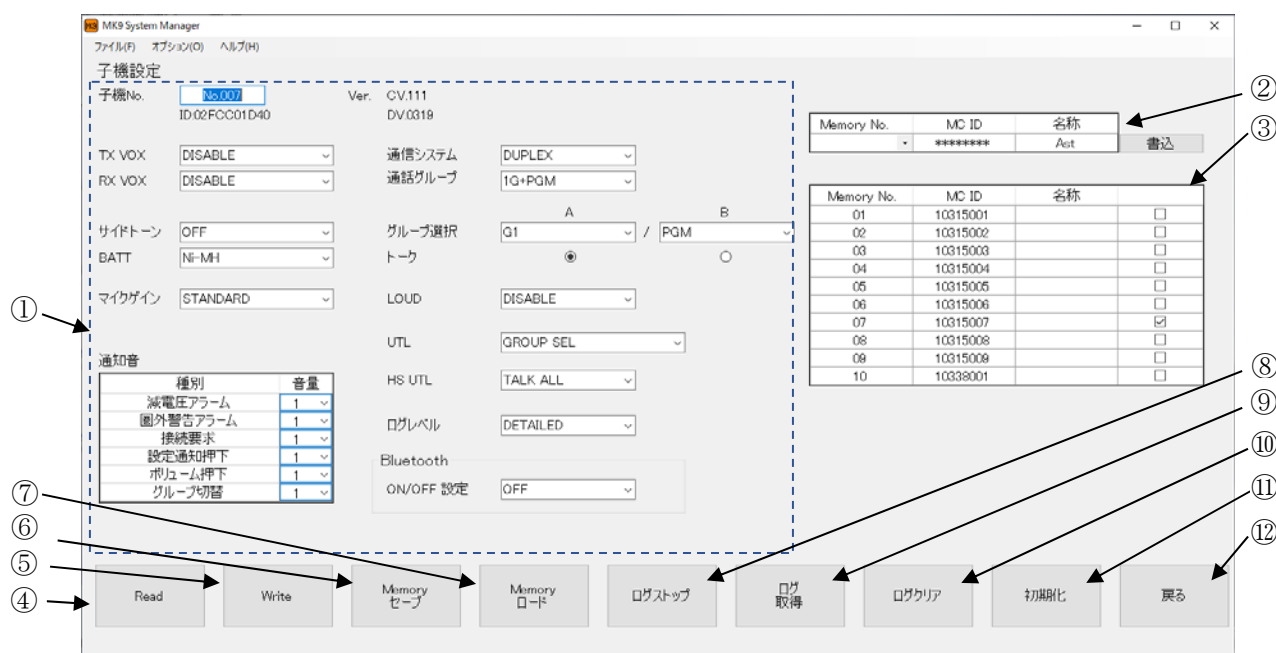 MK9 System Manager
ファイル(F) オプション(O) ヘルプ(H)
子機設定
子機No. No.007 Ver. CV.111
ID:02FCC01D40 DV.0319
TX VOX DISABLE 通信システム DUPLEX
RX VOX DISABLE 通話グループ 1G+PGM
A B
サイドトーン OFF グループ選択 G1 / PGM
BATT Ni-MH トーク
マイクゲイン STANDARD LOUD DISABLE
UTL GROUP SEL
HS UTL TALK ALL
ログレベル DETAILED
Bluetooth
ON/OFF 設定 OFF
通知音
種別 音量
減電圧アラーム 1
圏外警告アラーム 1
接続要求 1
設定通知押下 1
ボリューム押下 1
グループ切替 1
Memory No. MC ID 名称
******** Ast 書込
Memory No. MC ID 名称
01 10315001
02 10315002
03 10315003
04 10315004
05 10315005
06 10315006
07 10315007
08 10315008
09 10315009
10 10338001
①
②
③
④
⑤
⑥
⑦
⑧
⑨
⑩
⑪
⑫
Read
Write
Memory
セーブ
Memory
ロード
ログストップ
ログ
取得
ログクリア
初期化
戻る